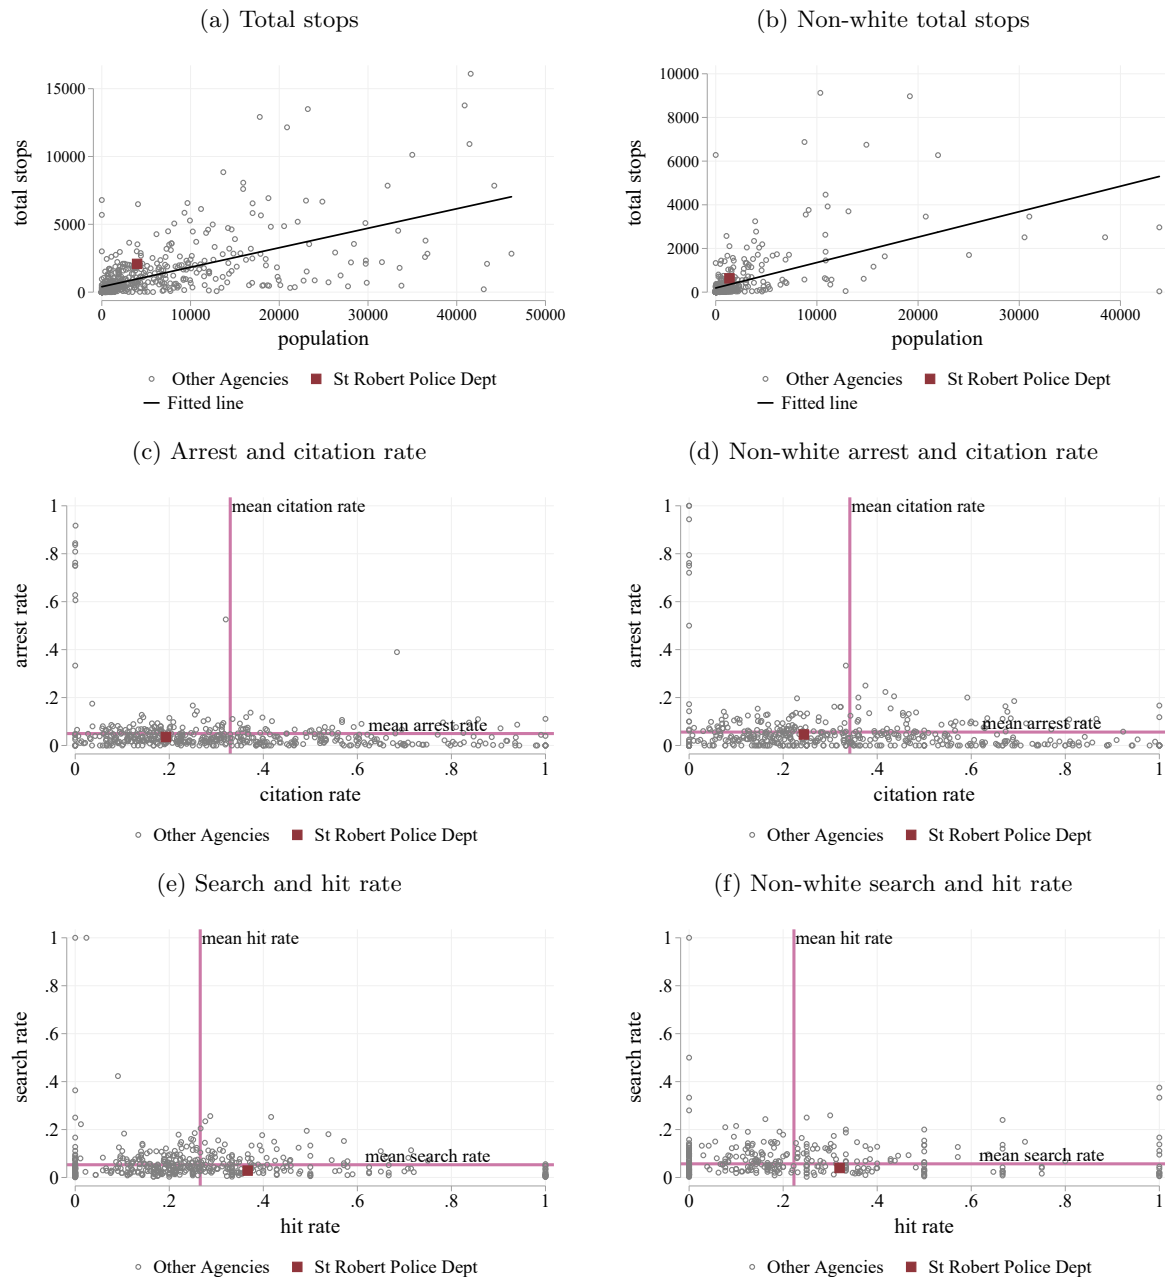 (a) Total stops
total stops
15000
10000
5000
0
0 10000 20000 30000 40000 50000
population
Other Agencies St Robert Police Dept
Fitted line
(b) Non-white total stops
total stops
10000
8000
6000
4000
2000
0
0 10000 20000 30000 40000
population
Other Agencies St Robert Police Dept
Fitted line
(c) Arrest and citation rate
arrest rate
1
.8
.6
.4
.2
0
mean citation rate
mean arrest rate
0 .2 .4 .6 .8 1
citation rate
Other Agencies St Robert Police Dept
(d) Non-white arrest and citation rate
arrest rate
1
.8
.6
.4
.2
0
mean citation rate
mean arrest rate
0 .2 .4 .6 .8 1
citation rate
Other Agencies St Robert Police Dept
(e) Search and hit rate
search rate
1
.8
.6
.4
.2
0
mean hit rate
mean search rate
0 .2 .4 .6 .8 1
hit rate
Other Agencies St Robert Police Dept
(f) Non-white search and hit rate
search rate
1
.8
.6
.4
.2
0
mean hit rate
mean search rate
0 .2 .4 .6 .8 1
hit rate
Other Agencies St Robert Police Dept